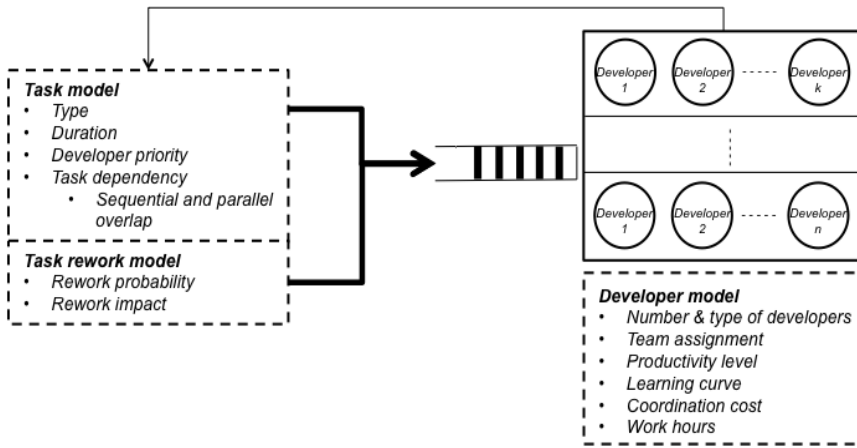 Task model
• Type
• Duration
• Developer priority
• Task dependency
• Sequential and parallel
overlap
Task rework model
• Rework probability
• Rework impact
Developer
1
Developer
2
Developer
k
Developer
1
Developer
2
Developer
n
Developer model
• Number & type of developers
• Team assignment
• Productivity level
• Learning curve
• Coordination cost
• Work hours